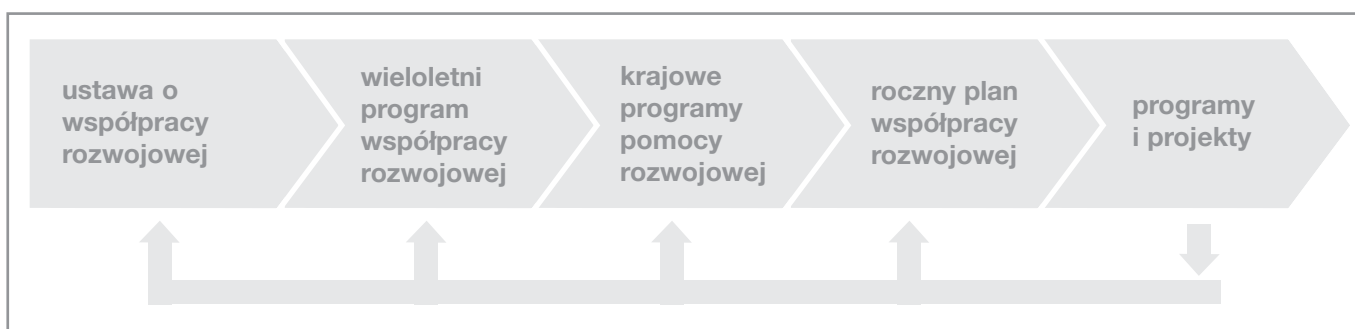 ustawa o
współpracy
rozwojowej
wieloletni
program
współpracy
rozwojowej
krajowe
programy
pomocy
rozwojowej
roczny plan
współpracy
rozwojowej
programy
i projekty